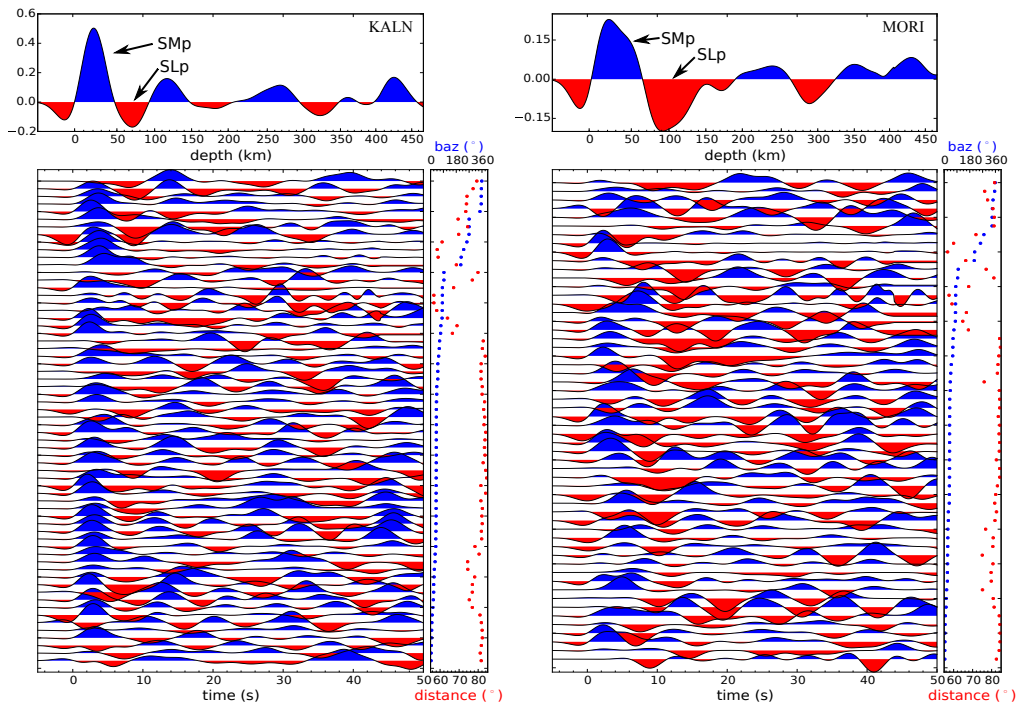 0.6
0.4
0.2
0.0
−0.2
KALN
SMp
SLp
0 50 100 150 200 250 300 350 400 450
depth (km)
baz (°)
0 180 360
0 10 20 30 40 50
time (s)
60 70 80
distance (°)
0.15
0.00
−0.15
MORI
SMp
SLp
0 50 100 150 200 250 300 350 400 450
depth (km)
baz (°)
0 180 360
0 10 20 30 40 50
time (s)
60 70 80
distance (°)